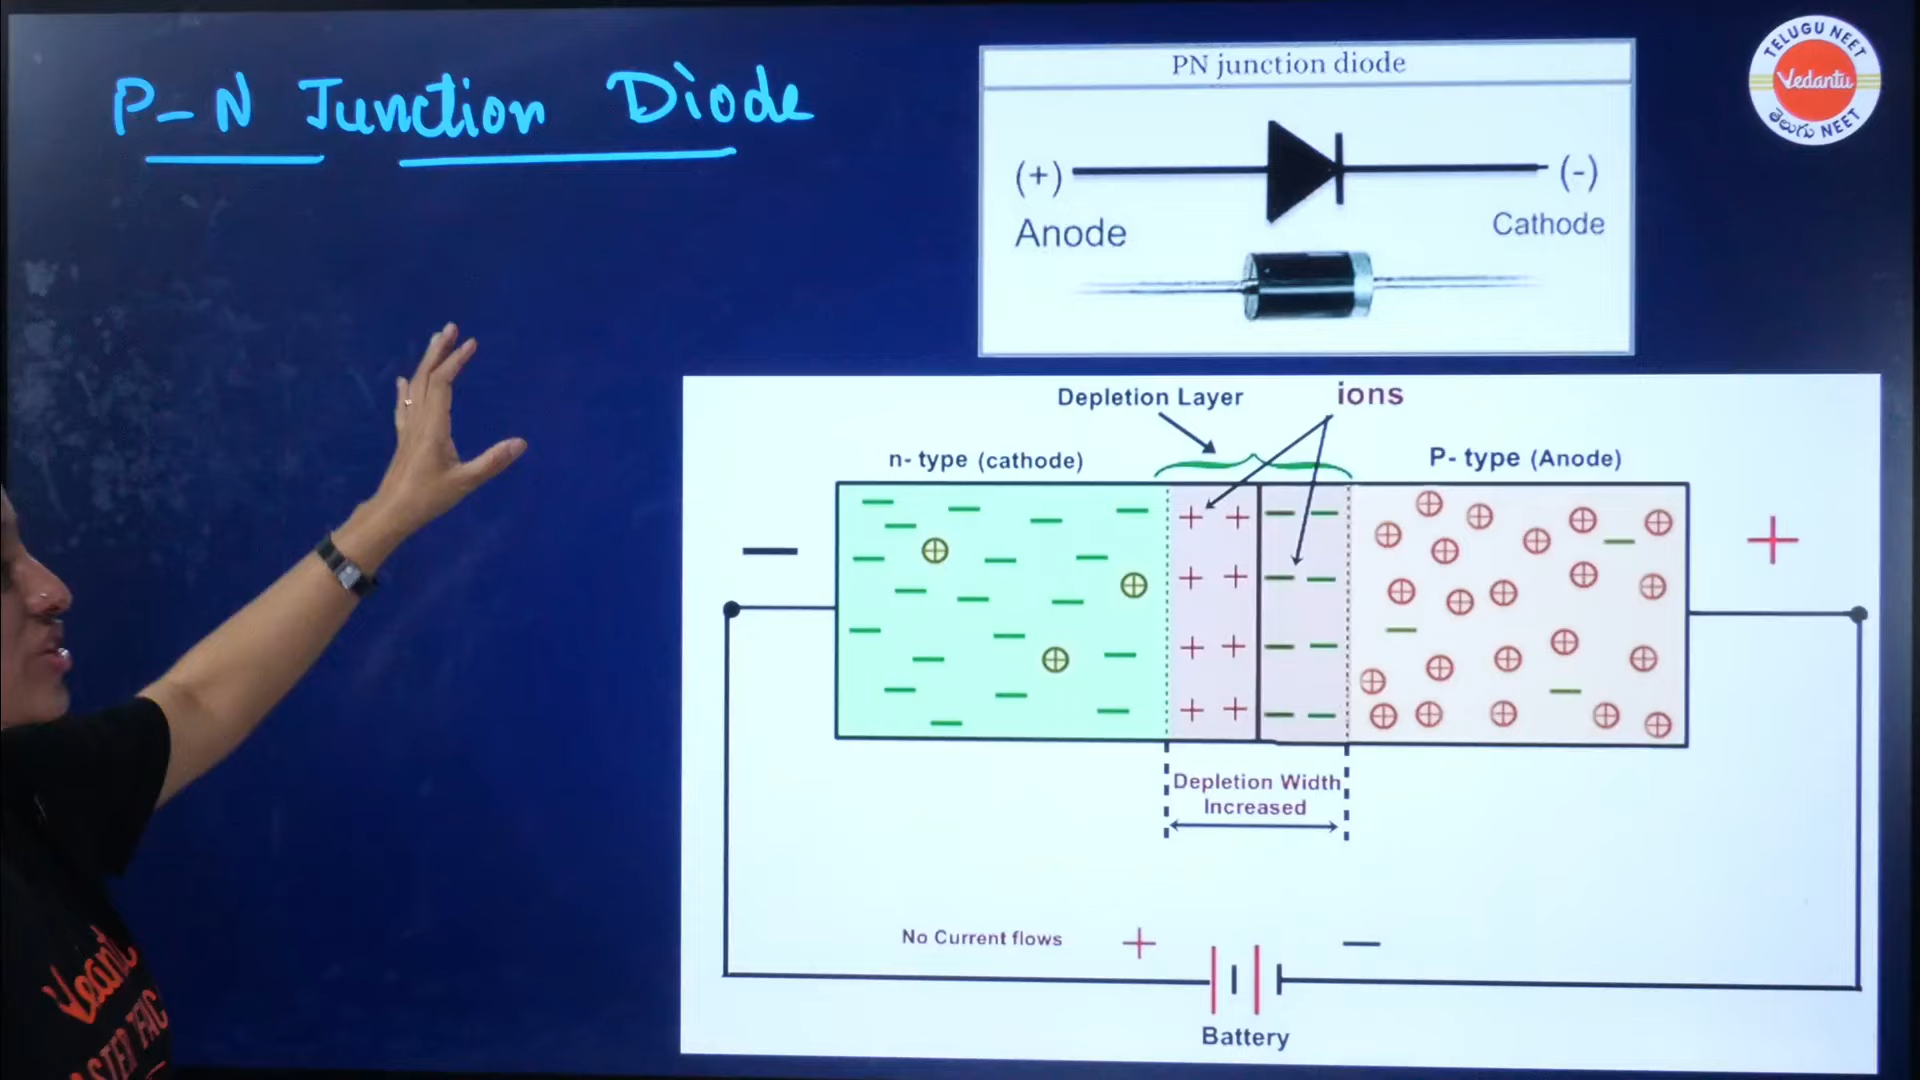 P-N Junction Diode
PN junction diode
(+)
(-)
Anode
Cathode
TELUGU NEET
Vedantu
తెలుగు NEET
Depletion Layer
ions
n- type (cathode)
P- type (Anode)
Depletion Width
Increased
No Current flows
+
−
Battery
Vedantu